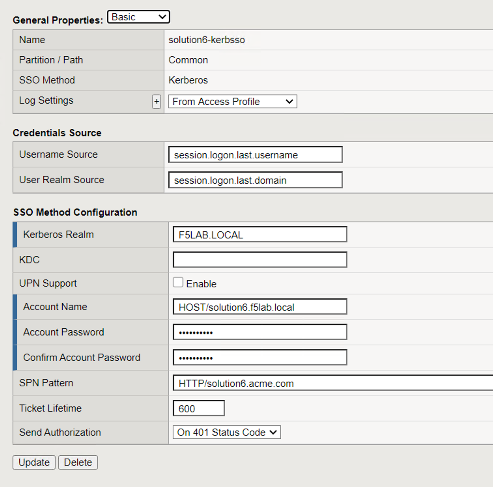 General Properties: Basic
Name solution6-kerbsso
Partition / Path Common
SSO Method Kerberos
Log Settings + From Access Profile
Credentials Source
Username Source session.logon.last.username
User Realm Source session.logon.last.domain
SSO Method Configuration
Kerberos Realm F5LAB.LOCAL
KDC
UPN Support Enable
Account Name HOST/solution6.f5lab.local
Account Password ••••••••••
Confirm Account Password ••••••••••
SPN Pattern HTTP/solution6.acme.com
Ticket Lifetime 600
Send Authorization On 401 Status Code
Update Delete